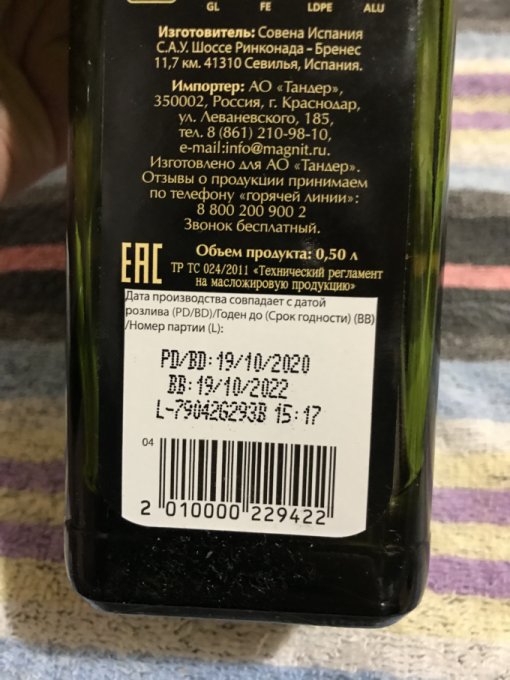 GL FE LDPE ALU
Изготовитель: Совена Испания
С.А.У. Шоссе Ринконада – Бренес
11,7 км. 41310 Севилья, Испания.
Импортер: АО «Тандер»,
350002, Россия, г. Краснодар,
ул. Леваневского, 185,
тел. 8 (861) 210-98-10,
e-mail:info@magnit.ru.
Изготовлено для АО «Тандер».
Отзывы о продукции принимаем
по телефону «горячей линии»:
8 800 200 900 2
Звонок бесплатный.
EAC
Объем продукта: 0,50 л
ТР ТС 024/2011 «Технический регламент
на масложировую продукцию»
Дата производства совпадает с датой
розлива (PD/BD)/Годен до (Срок годности) (BB)
/Номер партии (L):
PD/BD:19/10/2020
BB:19/10/2022
L-790426293B 15:17
04
2 010000 229422